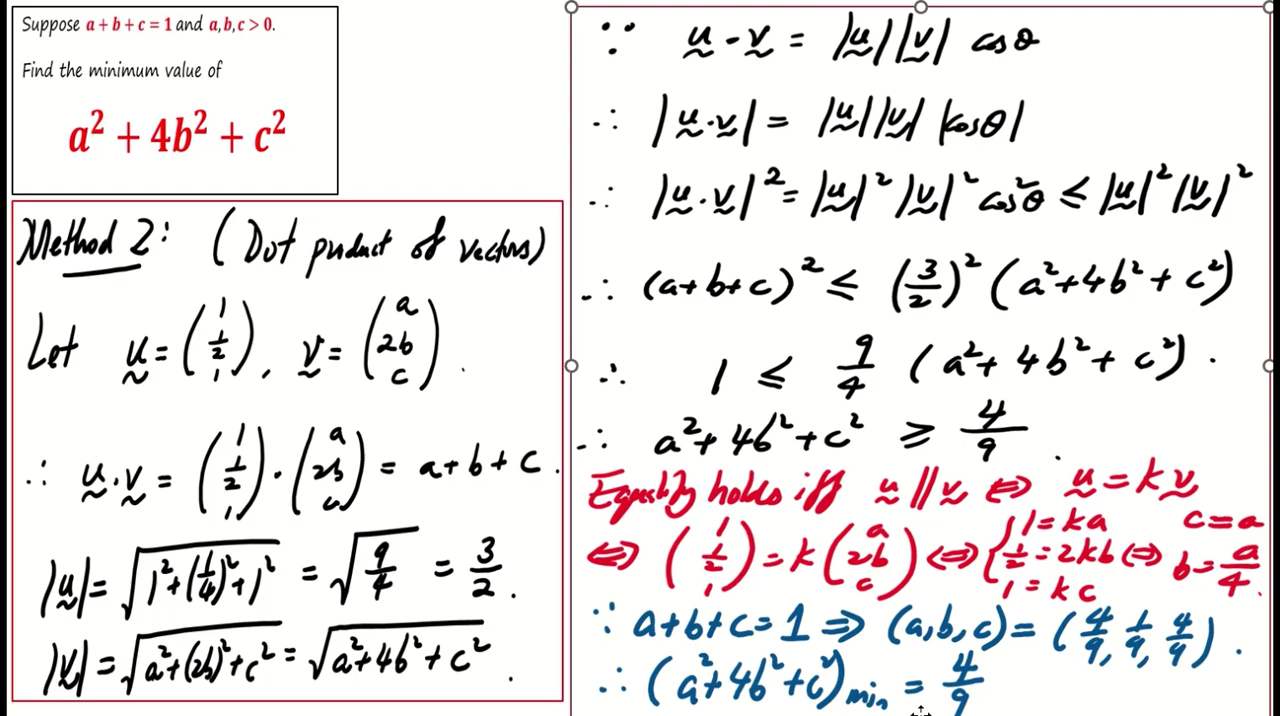 Suppose a + b + c = 1 and a, b, c > 0.
Find the minimum value of
a² + 4b² + c²
Method 2: (Dot product of vectors)
Let u = (1, 1/2, 1), v = (a, 2b, c).
∴ u · v = (1, 1/2, 1) · (a, 2b, c) = a + b + c.
|u| = √(1² + (1/4)² + 1²) = √(9/4) = 3/2.
|v| = √(a² + (2b)² + c²) = √(a² + 4b² + c²).
∵ u · v = |u| |v| cosθ
∴ |u · v| = |u| |v| |cosθ|
∴ |u · v|² = |u|² |v|² cos²θ ≤ |u|² |v|²
∴ (a + b + c)² ≤ (3/2)² (a² + 4b² + c²)
∴ 1 ≤ 9/4 (a² + 4b² + c²).
∴ a² + 4b² + c² ≥ 4/9.
Equality holds iff u // v ⇔ u = k v
⇔ (1, 1/2, 1) = k (a, 2b, c) ⇔ { 1 = ka, 1/2 = 2kb, 1 = kc ⇔ c = a, b = a/4.
∵ a + b + c = 1 ⇒ (a, b, c) = (4/9, 1/9, 4/9).
∴ (a² + 4b² + c²) min = 4/9